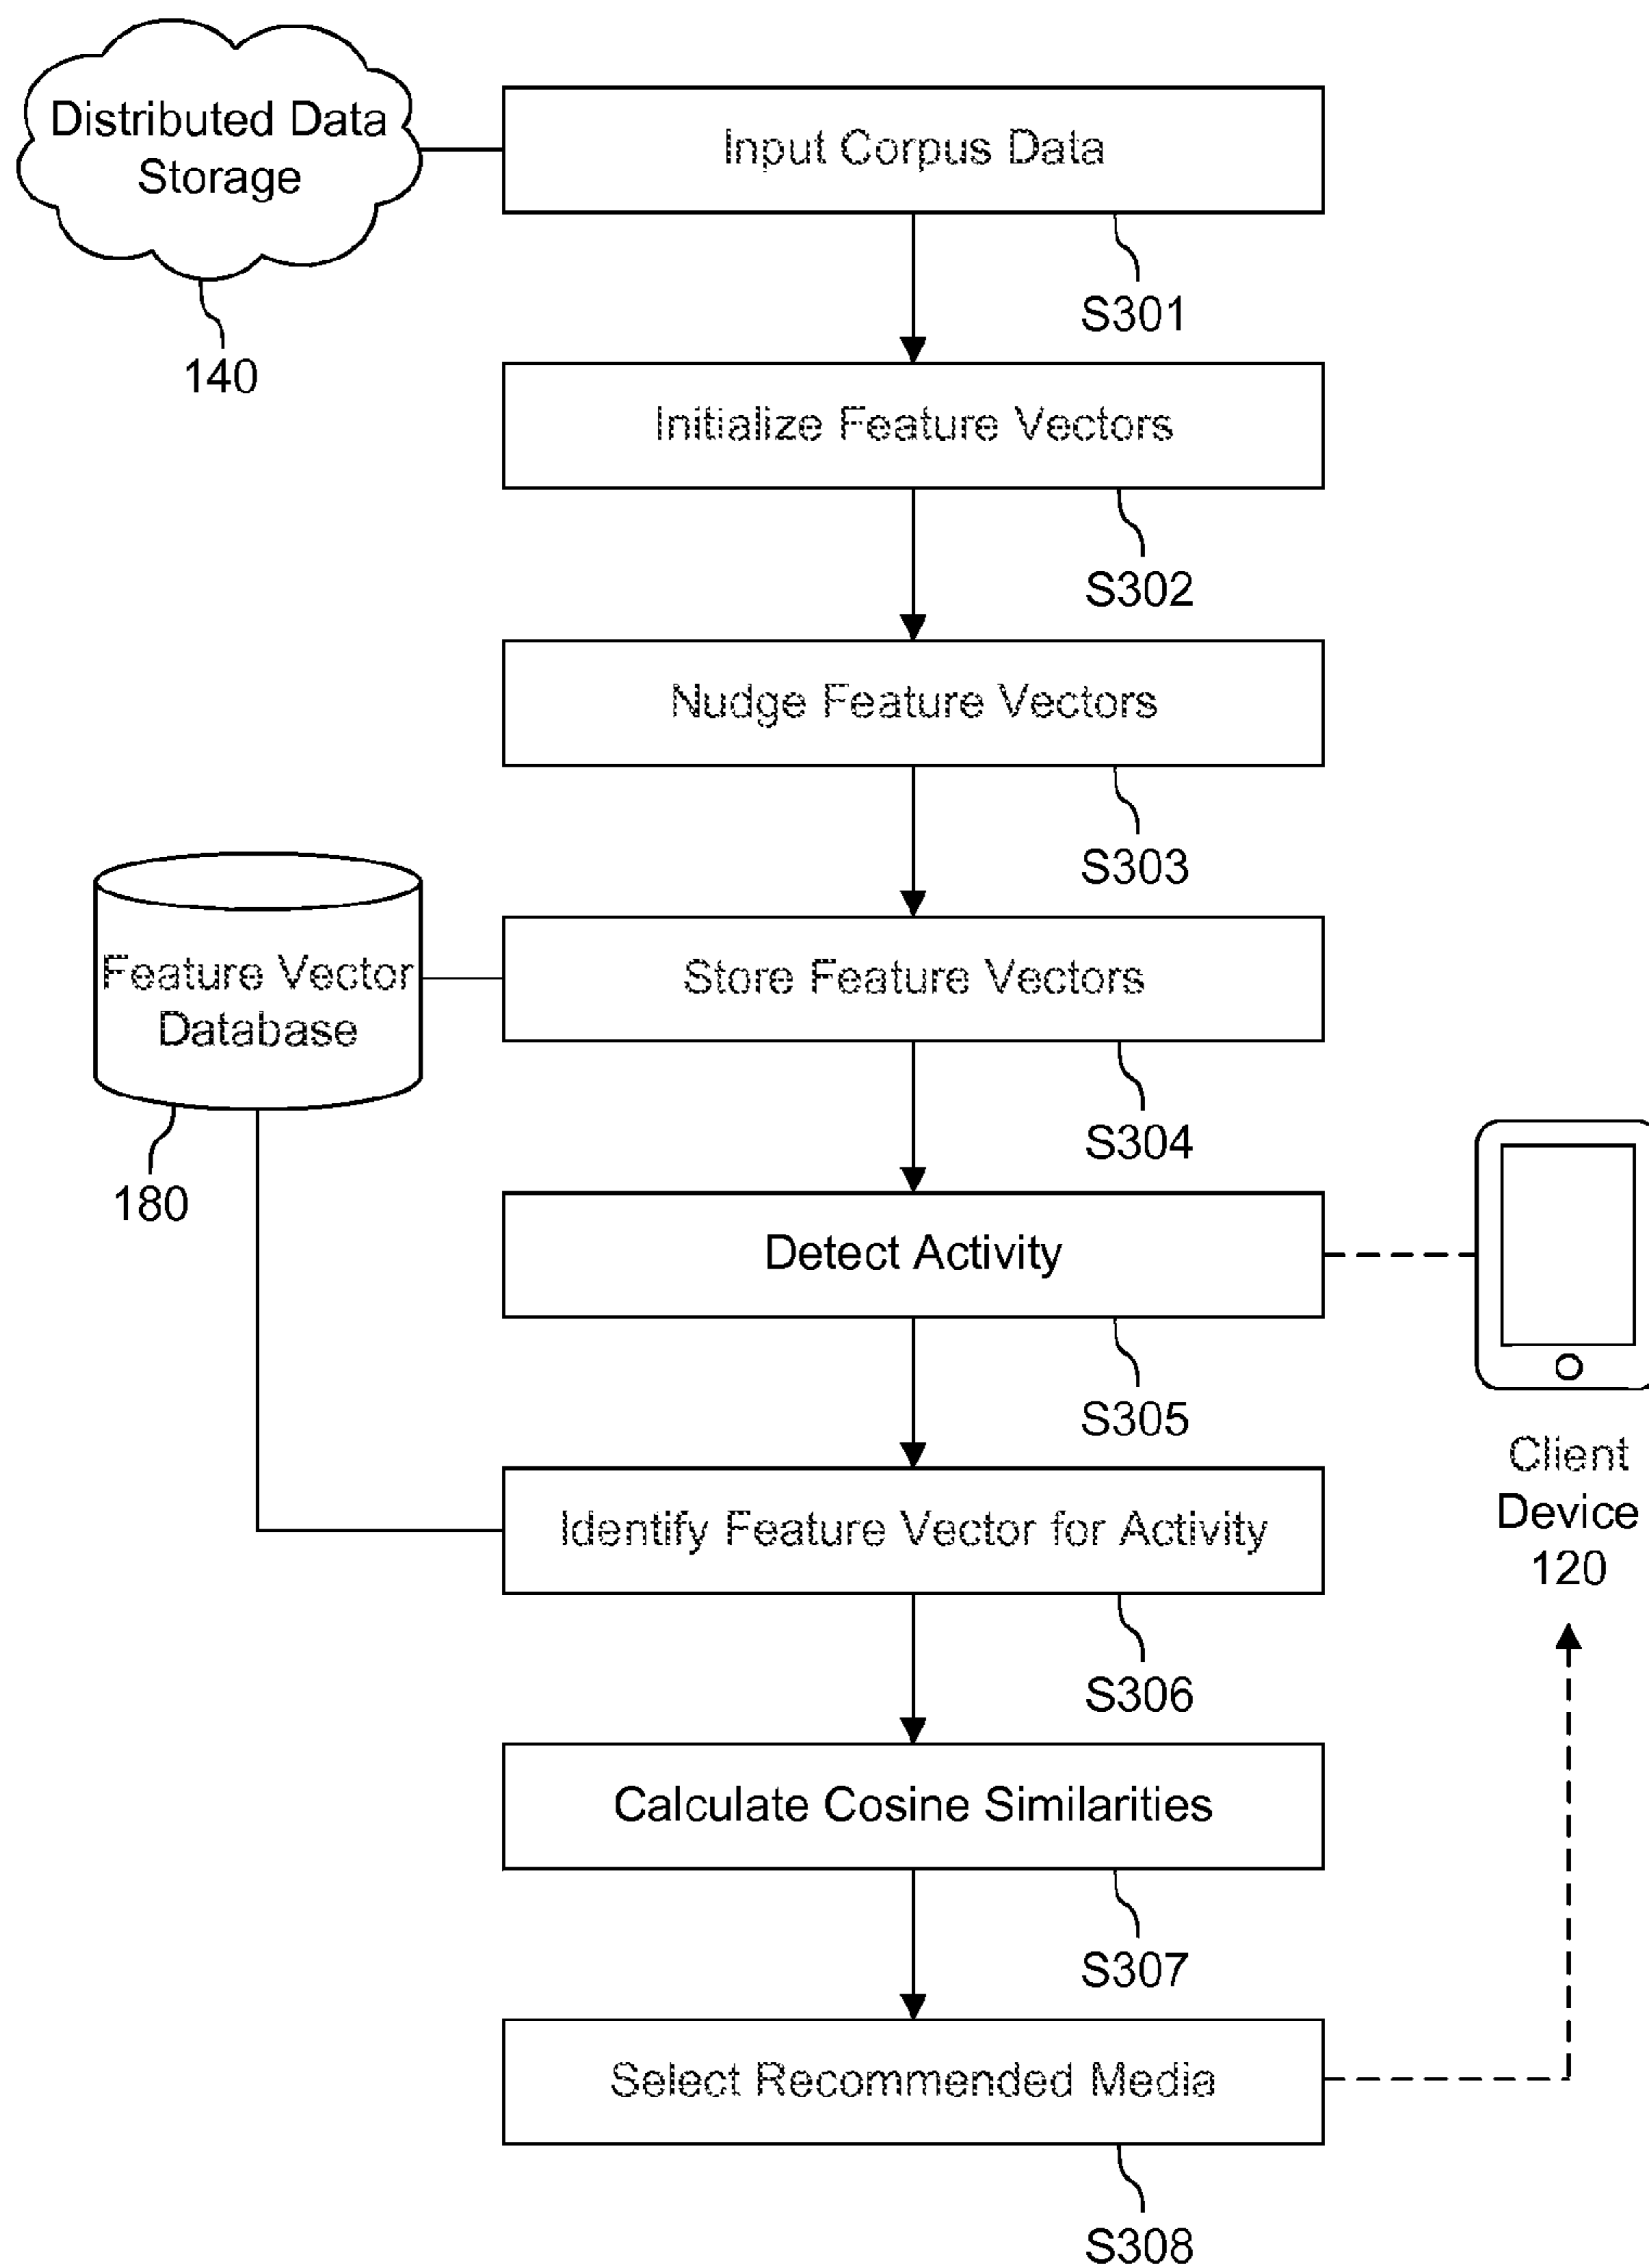 Distributed Data
Storage
140
Input Corpus Data
S301
Initialize Feature Vectors
S302
Nudge Feature Vectors
S303
Feature Vector
Database
180
Store Feature Vectors
S304
Detect Activity
S305
Client
Device
120
Identify Feature Vector for Activity
S306
Calculate Cosine Similarities
S307
Select Recommended Media
S308